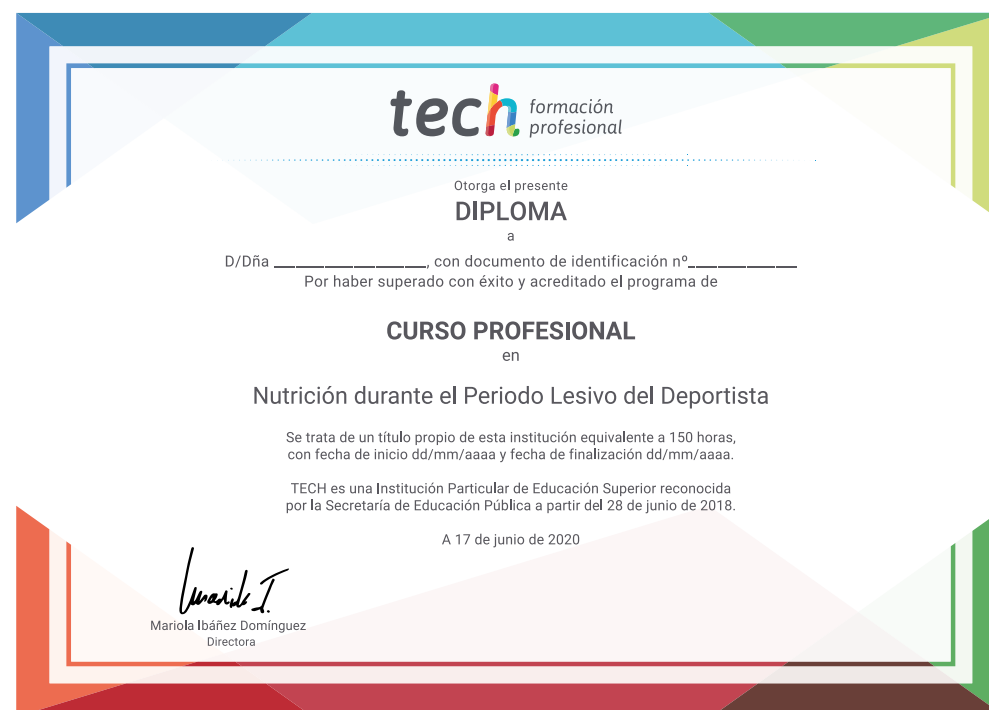 tech formación
profesional
Otorga el presente
DIPLOMA
a
D/Dña ______________, con documento de identificación nº__________
Por haber superado con éxito y acreditado el programa de
CURSO PROFESIONAL
en
Nutrición durante el Periodo Lesivo del Deportista
Se trata de un título propio de esta institución equivalente a 150 horas,
con fecha de inicio dd/mm/aaaa y fecha de finalización dd/mm/aaaa.
TECH es una Institución Particular de Educación Superior reconocida
por la Secretaría de Educación Pública a partir del 28 de junio de 2018.
A 17 de junio de 2020
Mariola Ibáñez Domínguez
Directora